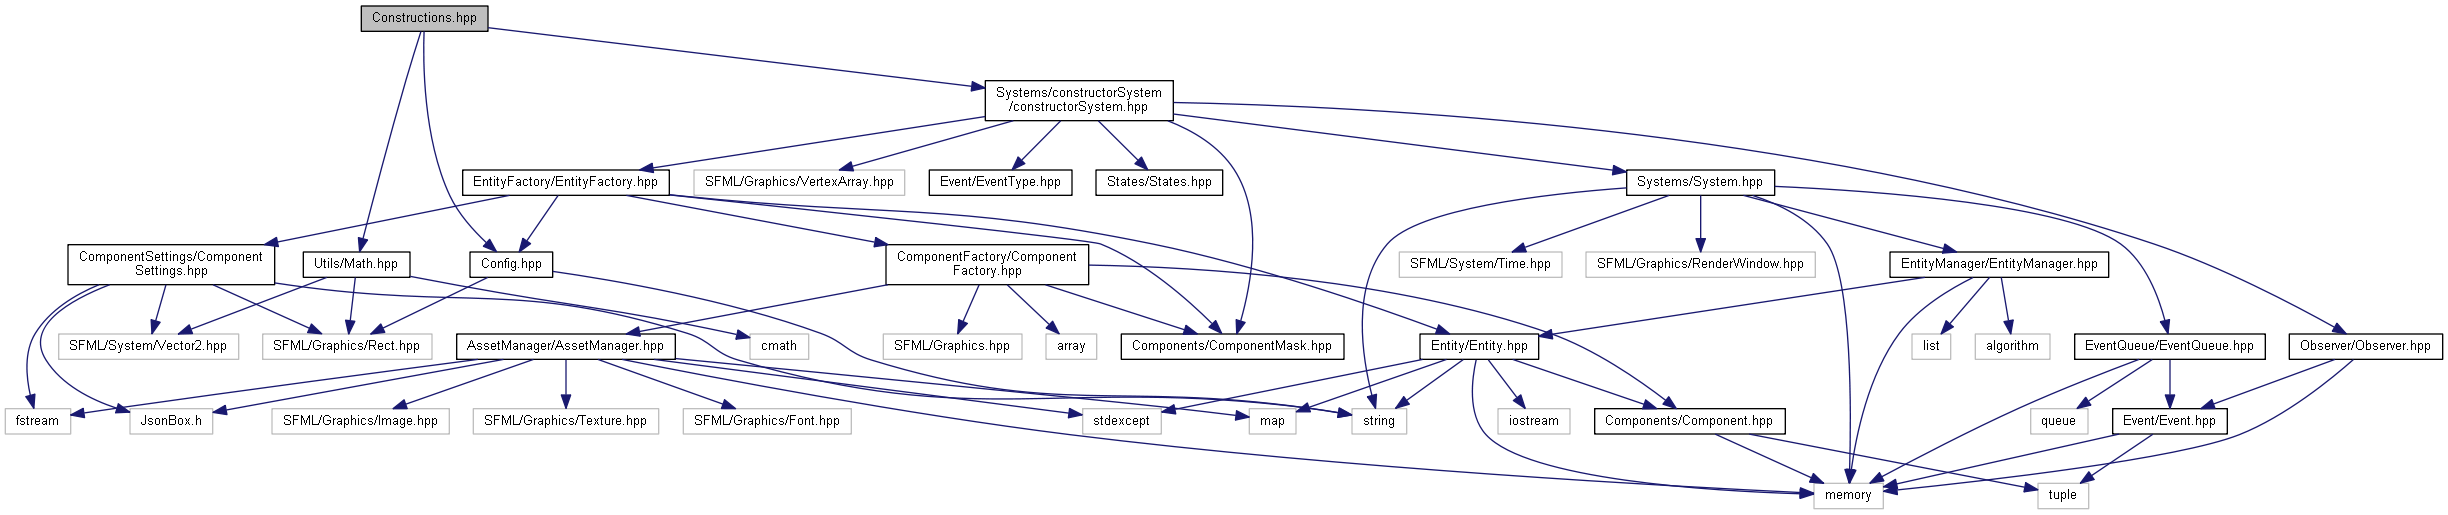 Constructions.hpp
Systems/constructorSystem
/constructorSystem.hpp
EntityFactory/EntityFactory.hpp
SFML/Graphics/VertexArray.hpp
Event/EventType.hpp
States/States.hpp
Systems/System.hpp
ComponentSettings/Component
Settings.hpp
Utils/Math.hpp
Config.hpp
ComponentFactory/Component
Factory.hpp
SFML/System/Time.hpp
SFML/Graphics/RenderWindow.hpp
EntityManager/EntityManager.hpp
SFML/System/Vector2.hpp
SFML/Graphics/Rect.hpp
AssetManager/AssetManager.hpp
cmath
SFML/Graphics.hpp
array
Components/ComponentMask.hpp
Entity/Entity.hpp
list
algorithm
EventQueue/EventQueue.hpp
Observer/Observer.hpp
fstream
JsonBox.h
SFML/Graphics/Image.hpp
SFML/Graphics/Texture.hpp
SFML/Graphics/Font.hpp
stdexcept
map
string
iostream
Components/Component.hpp
queue
Event/Event.hpp
memory
tuple